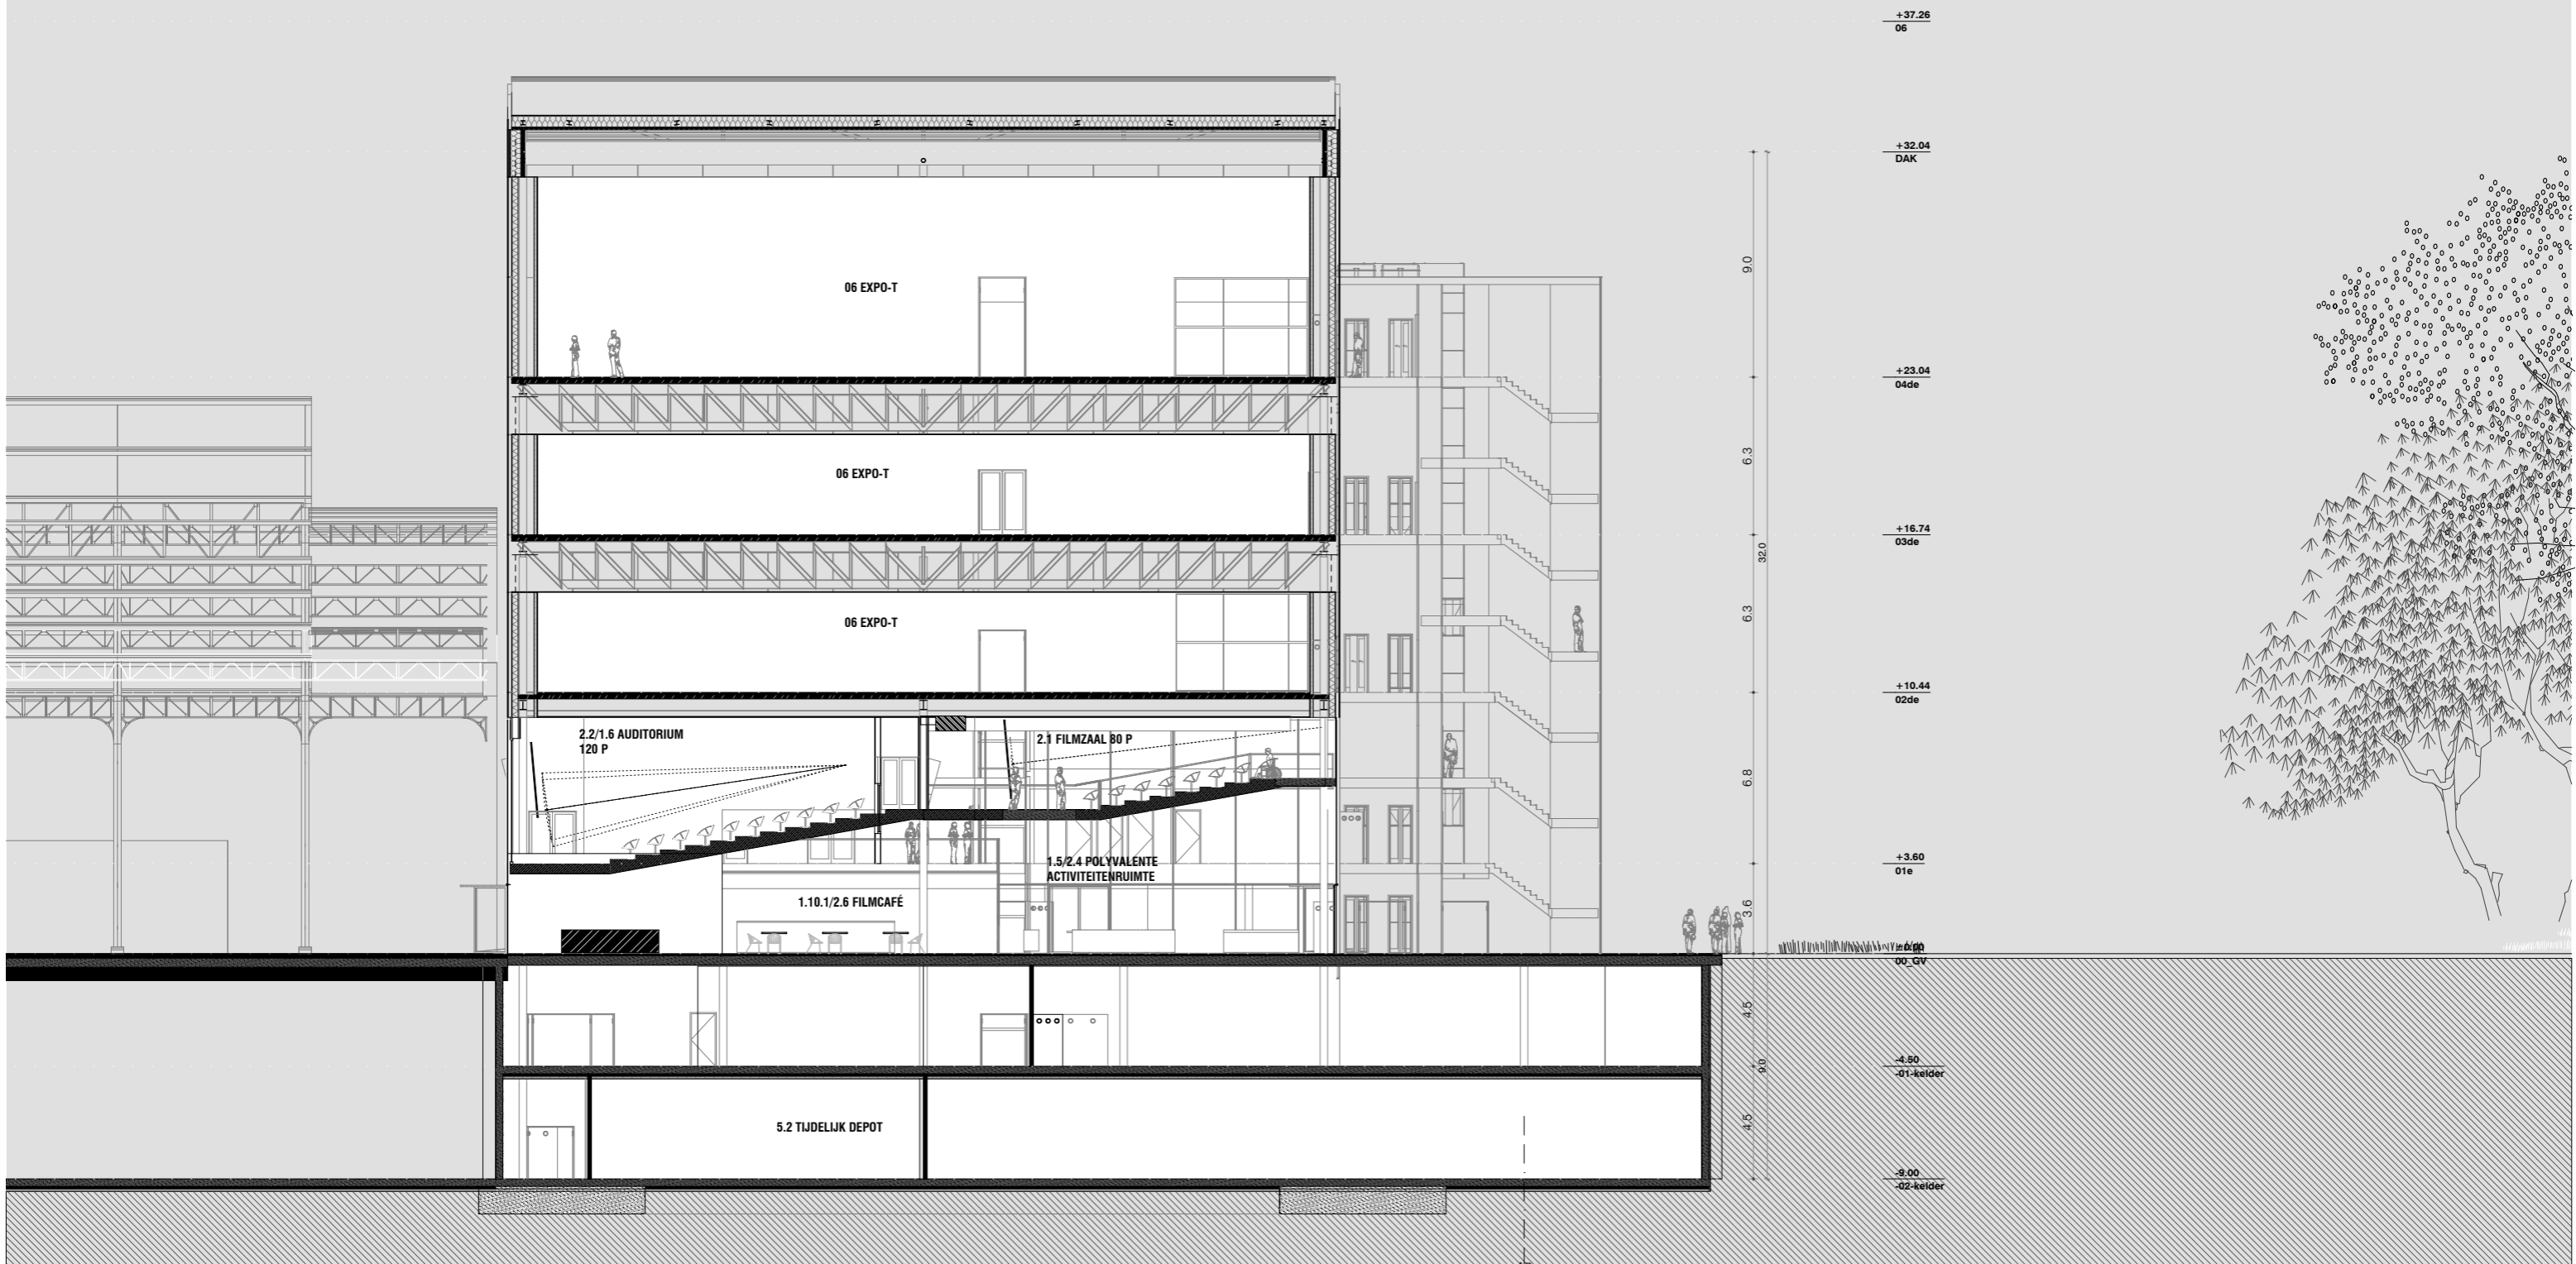 +37.26
06
+32.04
DAK
9.0
06 EXPO-T
+23.04
04de
6.3
06 EXPO-T
+16.74
03de
32.0
6.3
06 EXPO-T
+10.44
02de
2.2/1.6 AUDITORIUM
120 P
2.1 FILMZAAL 80 P
6.8
1.5/2.4 POLYVALENTE
ACTIVITEITENRUIMTE
+3.60
01e
1.10.1/2.6 FILMCAFÉ
3.6
00_GV
4.5
-4.50
-01-kelder
9.0
4.5
5.2 TIJDELIJK DEPOT
-9.00
-02-kelder